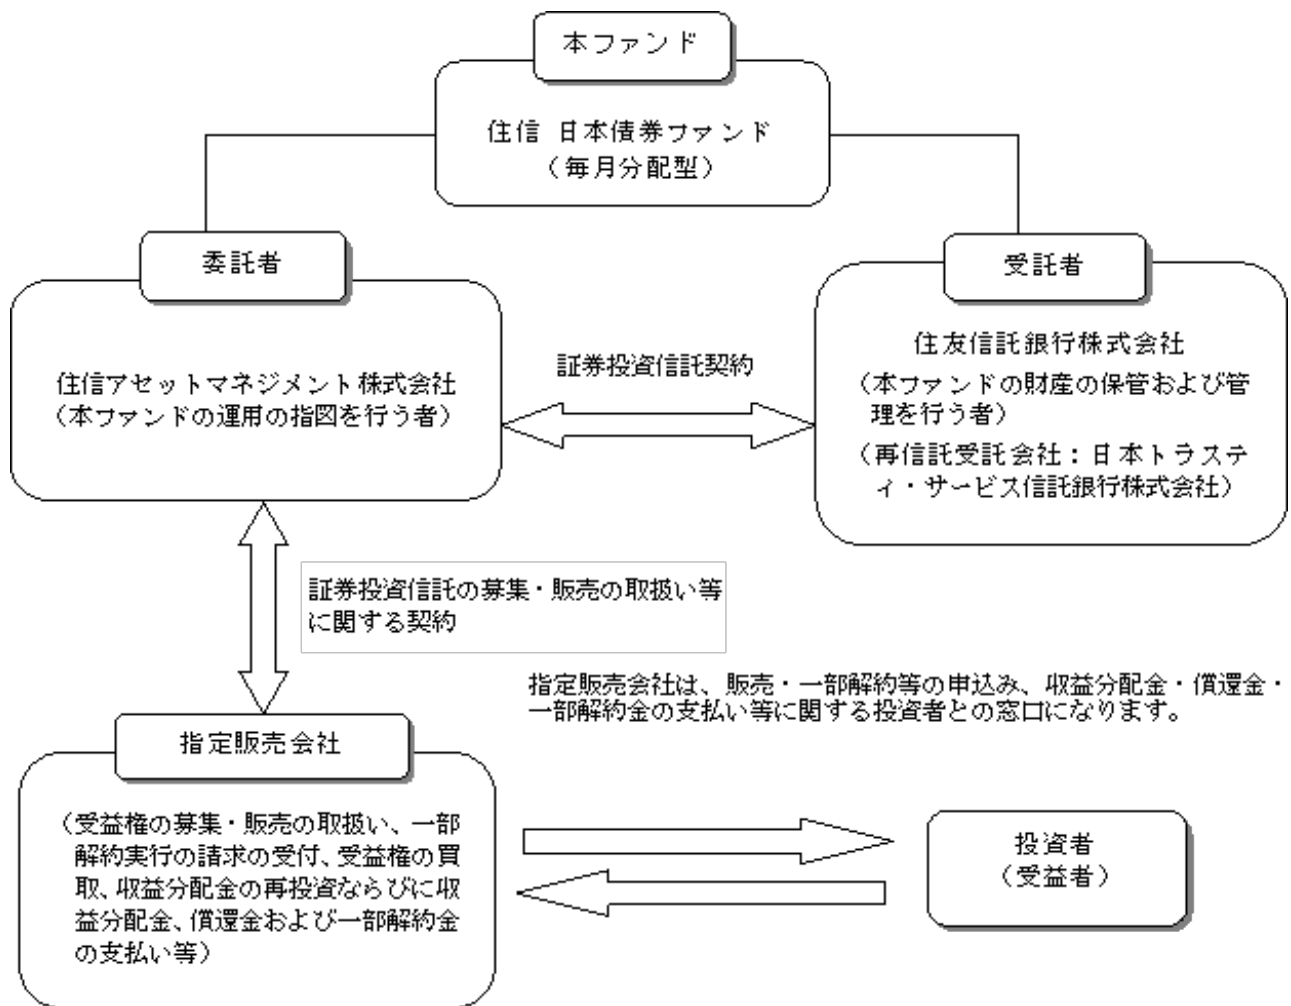 本ファンド
住信 日本債券ファンド
（毎月分配型）
委託者
住信アセットマネジメント株式会社
（本ファンドの運用の指図を行う者）
証券投資信託契約
受託者
住友信託銀行株式会社
（本ファンドの財産の保管および管
理を行う者）
（再信託受託会社：日本トラステ
ィ・サービス信託銀行株式会社）
証券投資信託の募集・販売の取扱い等
に関する契約
指定販売会社は、販売・一部解約等の申込み、収益分配金・償還金・
一部解約金の支払い等に関する投資者との窓口になります。
指定販売会社
（受益権の募集・販売の取扱い、一部
解約実行の請求の受付、受益権の買
取、収益分配金の再投資ならびに収
益分配金、償還金および一部解約金
の支払い等）
投資者
（受益者）